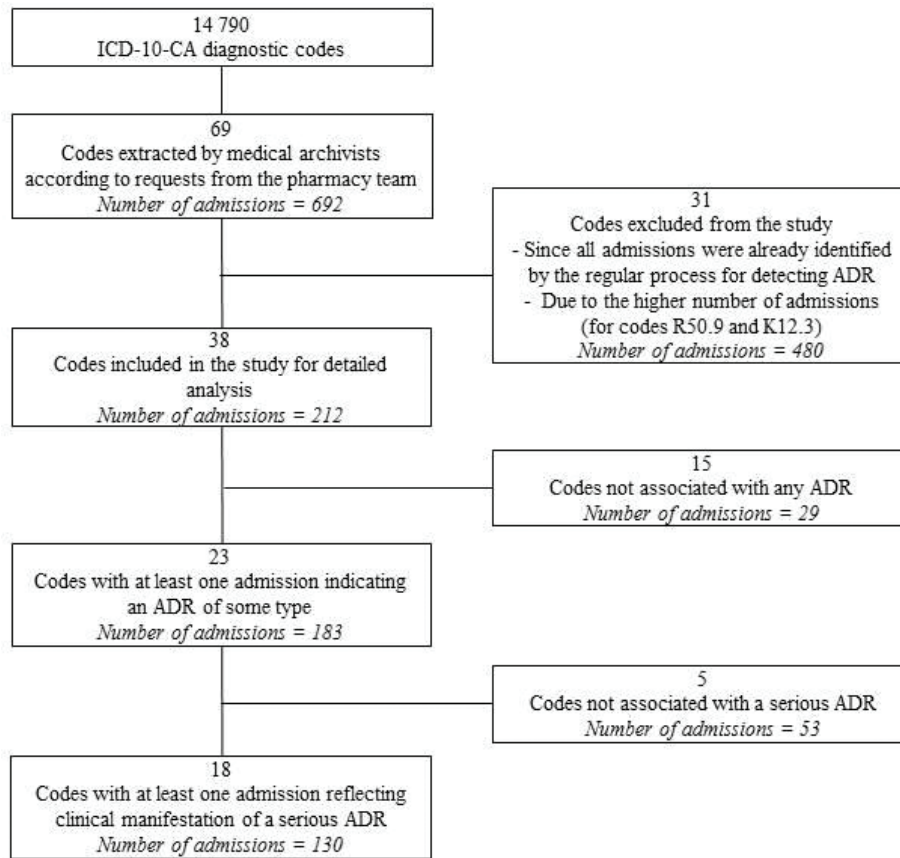 14 790
ICD-10-CA diagnostic codes
69
Codes extracted by medical archivists
according to requests from the pharmacy team
Number of admissions = 692
31
Codes excluded from the study
- Since all admissions were already identified
by the regular process for detecting ADR
- Due to the higher number of admissions
(for codes R50.9 and K12.3)
Number of admissions = 480
38
Codes included in the study for detailed
analysis
Number of admissions = 212
15
Codes not associated with any ADR
Number of admissions = 29
23
Codes with at least one admission indicating
an ADR of some type
Number of admissions = 183
5
Codes not associated with a serious ADR
Number of admissions = 53
18
Codes with at least one admission reflecting
clinical manifestation of a serious ADR
Number of admissions = 130